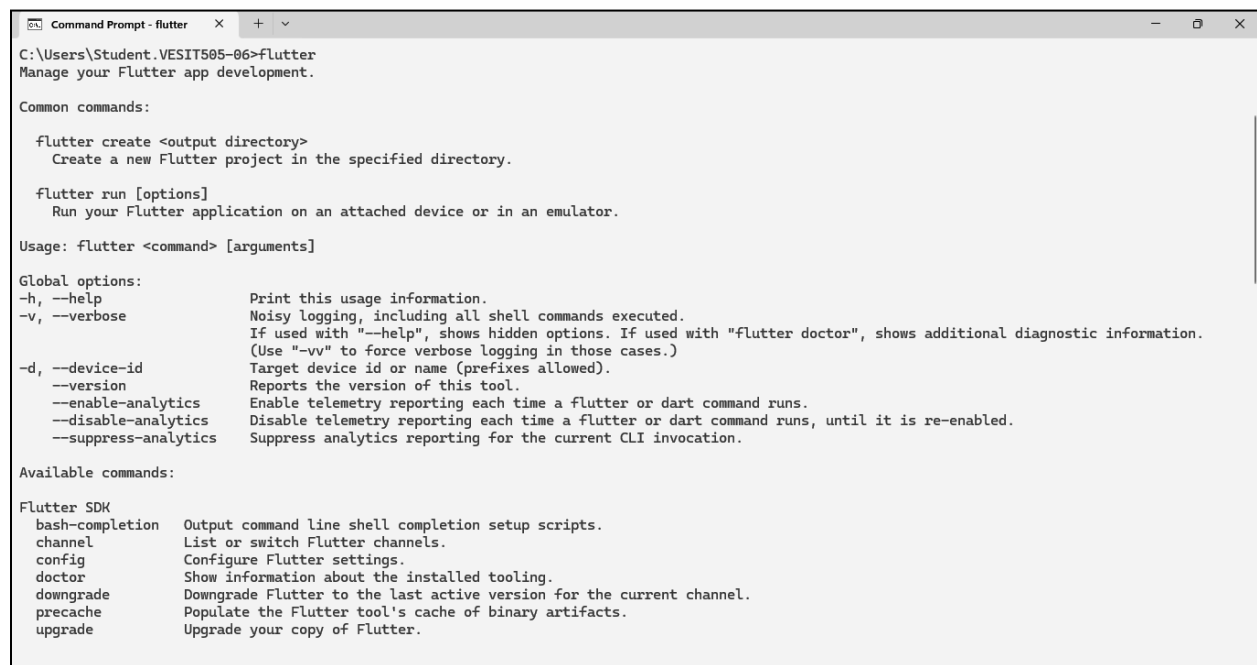 Command Prompt - flutter
C:\Users\Student.VESIT505-06>flutter
Manage your Flutter app development.
Common commands:
flutter create <output directory>
Create a new Flutter project in the specified directory.
flutter run [options]
Run your Flutter application on an attached device or in an emulator.
Usage: flutter <command> [arguments]
Global options:
-h, --help Print this usage information.
-v, --verbose Noisy logging, including all shell commands executed.
If used with "--help", shows hidden options. If used with "flutter doctor", shows additional diagnostic information.
(Use "-vv" to force verbose logging in those cases.)
-d, --device-id Target device id or name (prefixes allowed).
--version Reports the version of this tool.
--enable-analytics Enable telemetry reporting each time a flutter or dart command runs.
--disable-analytics Disable telemetry reporting each time a flutter or dart command runs, until it is re-enabled.
--suppress-analytics Suppress analytics reporting for the current CLI invocation.
Available commands:
Flutter SDK
bash-completion Output command line shell completion setup scripts.
channel List or switch Flutter channels.
config Configure Flutter settings.
doctor Show information about the installed tooling.
downgrade Downgrade Flutter to the last active version for the current channel.
precache Populate the Flutter tool's cache of binary artifacts.
upgrade Upgrade your copy of Flutter.